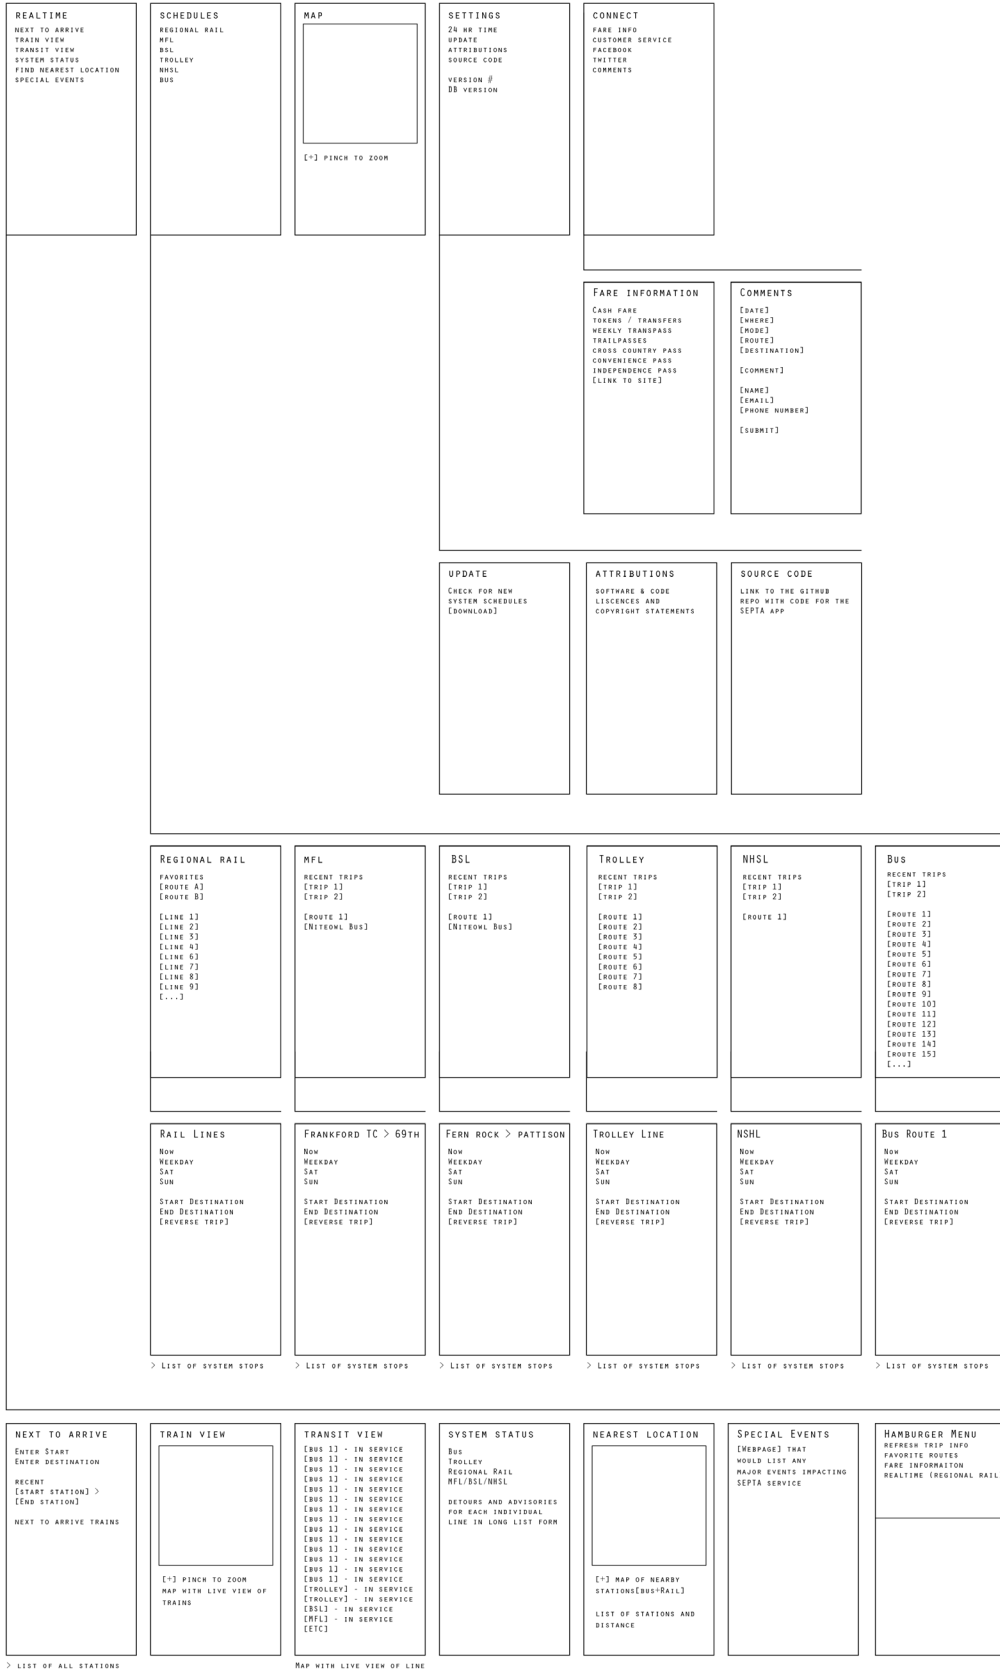 REALTIME
NEXT TO ARRIVE
TRAIN VIEW
TRANSIT VIEW
SYSTEM STATUS
FIND NEAREST LOCATION
SPECIAL EVENTS
SCHEDULES
REGIONAL RAIL
MFL
BSL
TROLLEY
NHSL
BUS
MAP
[+] PINCH TO ZOOM
SETTINGS
24 HR TIME
UPDATE
ATTRIBUTIONS
SOURCE CODE
VERSION #
DB VERSION
CONNECT
FARE INFO
CUSTOMER SERVICE
FACEBOOK
TWITTER
COMMENTS
FARE INFORMATION
CASH FARE
TOKENS / TRANSFERS
WEEKLY TRANSPASS
TRAILPASSES
CROSS COUNTRY PASS
CONVENIENCE PASS
INDEPENDENCE PASS
[LINK TO SITE]
COMMENTS
[DATE]
[WHERE]
[MODE]
[ROUTE]
[DESTINATION]
[COMMENT]
[NAME]
[EMAIL]
[PHONE NUMBER]
[SUBMIT]
UPDATE
CHECK FOR NEW
SYSTEM SCHEDULES
[DOWNLOAD]
ATTRIBUTIONS
SOFTWARE & CODE
LISCENCES AND
COPYRIGHT STATEMENTS
SOURCE CODE
LINK TO THE GITHUB
REPO WITH CODE FOR THE
SEPTA APP
REGIONAL RAIL
FAVORITES
[ROUTE A]
[ROUTE B]
[LINE 1]
[LINE 2]
[LINE 3]
[LINE 4]
[LINE 6]
[LINE 7]
[LINE 8]
[LINE 9]
[...]
MFL
RECENT TRIPS
[TRIP 1]
[TRIP 2]
[ROUTE 1]
[NITEOWL BUS]
BSL
RECENT TRIPS
[TRIP 1]
[TRIP 2]
[ROUTE 1]
[NITEOWL BUS]
TROLLEY
RECENT TRIPS
[TRIP 1]
[TRIP 2]
[ROUTE 1]
[ROUTE 2]
[ROUTE 3]
[ROUTE 4]
[ROUTE 5]
[ROUTE 6]
[ROUTE 7]
[ROUTE 8]
NHSL
RECENT TRIPS
[TRIP 1]
[TRIP 2]
[ROUTE 1]
BUS
RECENT TRIPS
[TRIP 1]
[TRIP 2]
[ROUTE 1]
[ROUTE 2]
[ROUTE 3]
[ROUTE 4]
[ROUTE 5]
[ROUTE 6]
[ROUTE 7]
[ROUTE 8]
[ROUTE 9]
[ROUTE 10]
[ROUTE 11]
[ROUTE 12]
[ROUTE 13]
[ROUTE 14]
[ROUTE 15]
[...]
RAIL LINES
NOW
WEEKDAY
SAT
SUN
START DESTINATION
END DESTINATION
[REVERSE TRIP]
> LIST OF SYSTEM STOPS
FRANKFORD TC > 69TH
NOW
WEEKDAY
SAT
SUN
START DESTINATION
END DESTINATION
[REVERSE TRIP]
> LIST OF SYSTEM STOPS
FERN ROCK > PATTISON
NOW
WEEKDAY
SAT
SUN
START DESTINATION
END DESTINATION
[REVERSE TRIP]
> LIST OF SYSTEM STOPS
TROLLEY LINE
NOW
WEEKDAY
SAT
SUN
START DESTINATION
END DESTINATION
[REVERSE TRIP]
> LIST OF SYSTEM STOPS
NSHL
NOW
WEEKDAY
SAT
SUN
START DESTINATION
END DESTINATION
[REVERSE TRIP]
> LIST OF SYSTEM STOPS
BUS ROUTE 1
NOW
WEEKDAY
SAT
SUN
START DESTINATION
END DESTINATION
[REVERSE TRIP]
> LIST OF SYSTEM STOPS
NEXT TO ARRIVE
ENTER START
ENTER DESTINATION
RECENT
[START STATION] >
[END STATION]
NEXT TO ARRIVE TRAINS
> LIST OF ALL STATIONS
TRAIN VIEW
[+] PINCH TO ZOOM
MAP WITH LIVE VIEW OF
TRAINS
TRANSIT VIEW
[BUS 1] - IN SERVICE
[BUS 1] - IN SERVICE
[BUS 1] - IN SERVICE
[BUS 1] - IN SERVICE
[BUS 1] - IN SERVICE
[BUS 1] - IN SERVICE
[BUS 1] - IN SERVICE
[BUS 1] - IN SERVICE
[BUS 1] - IN SERVICE
[BUS 1] - IN SERVICE
[BUS 1] - IN SERVICE
[BUS 1] - IN SERVICE
[BUS 1] - IN SERVICE
[BUS 1] - IN SERVICE
[TROLLEY] - IN SERVICE
[TROLLEY] - IN SERVICE
[BSL] - IN SERVICE
[MFL] - IN SERVICE
[ETC]
MAP WITH LIVE VIEW OF LINE
SYSTEM STATUS
BUS
TROLLEY
REGIONAL RAIL
MFL/BSL/NHSL
DETOURS AND ADVISORIES
FOR EACH INDIVIDUAL
LINE IN LONG LIST FORM
NEAREST LOCATION
[+] MAP OF NEARBY
STATIONS[BUS+RAIL]
LIST OF STATIONS AND
DISTANCE
SPECIAL EVENTS
[WEBPAGE] THAT
WOULD LIST ANY
MAJOR EVENTS IMPACTING
SEPTA SERVICE
HAMBURGER MENU
REFRESH TRIP INFO
FAVORITE ROUTES
FARE INFORMAITON
REALTIME (REGIONAL RAIL